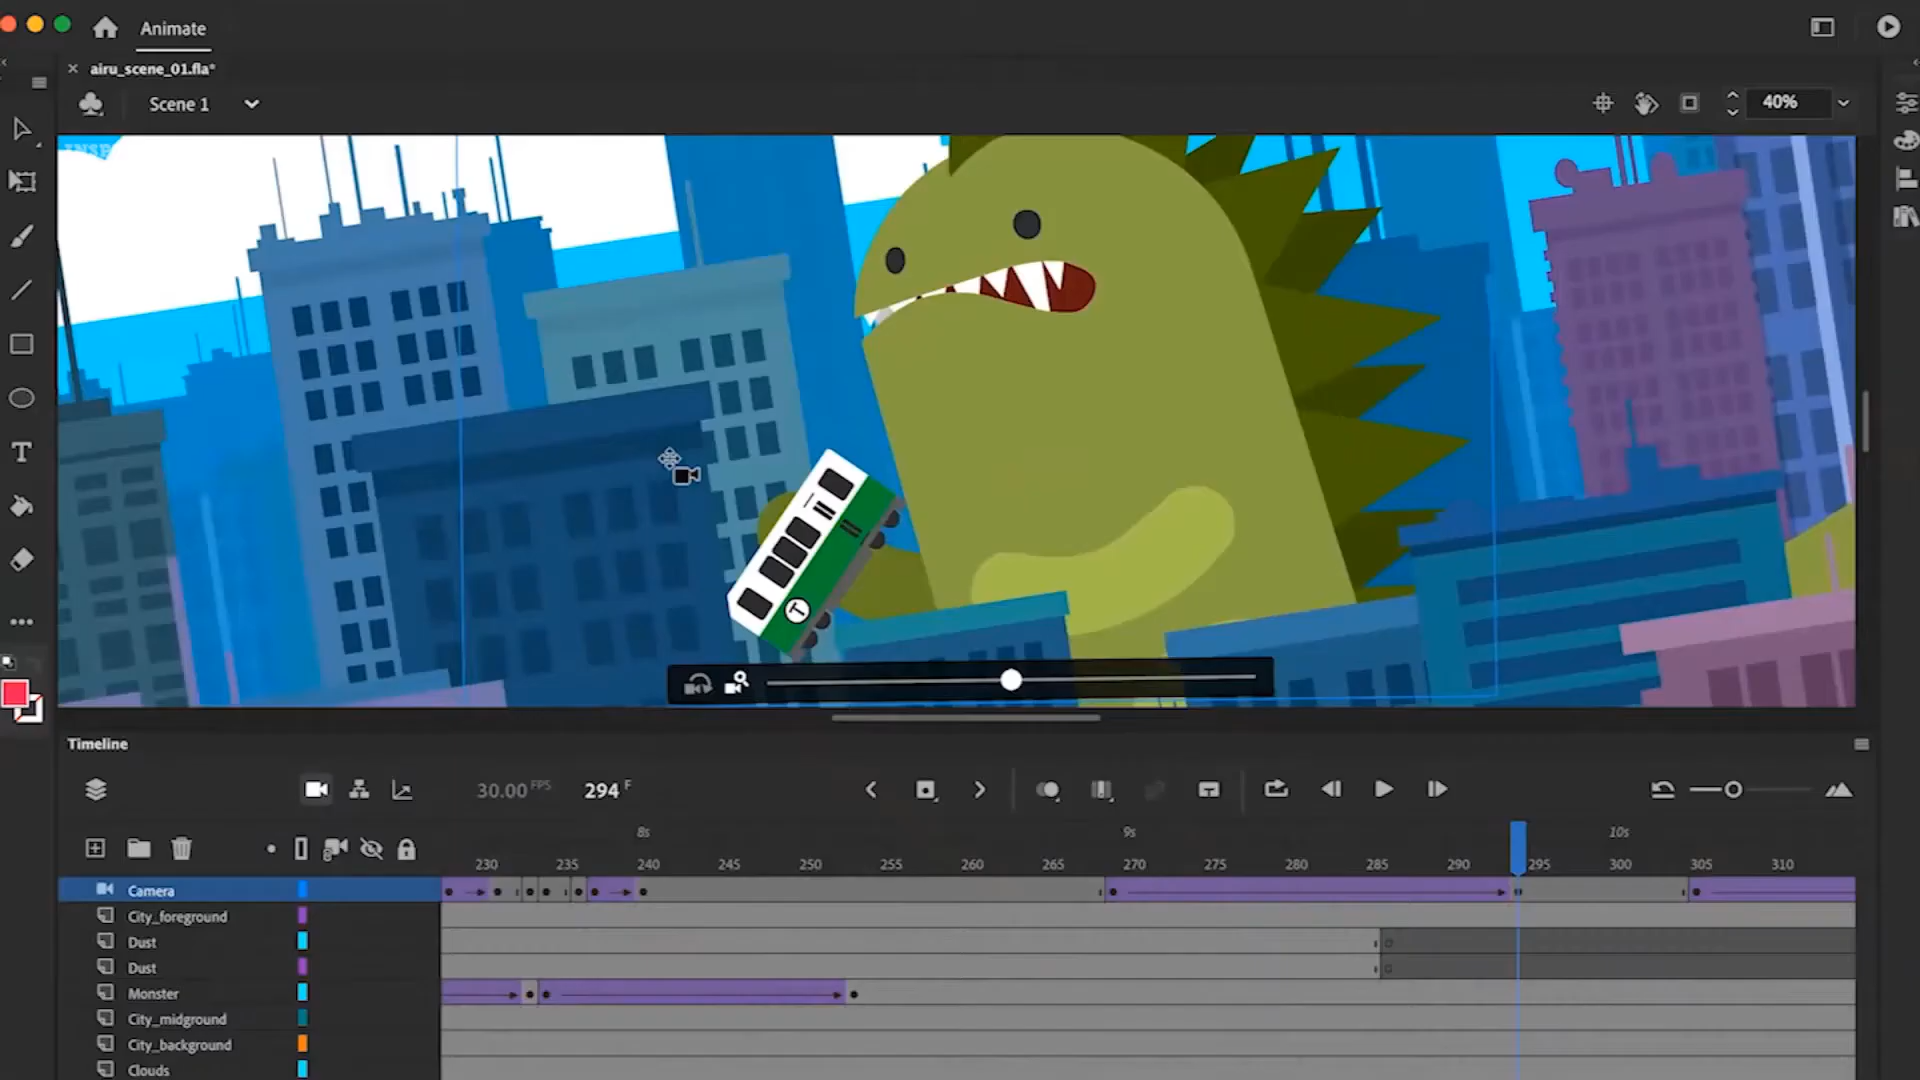 Animate
airu_scene_01.fla*
Scene 1
40%
T
T
Timeline
30.00 FPS
294 F
8s 9s 10s
230 235 240 245 250 255 260 265 270 275 280 285 290 295 300 305 310
Camera
City_foreground
Dust
Dust
Monster
City_midground
City_background
Clouds